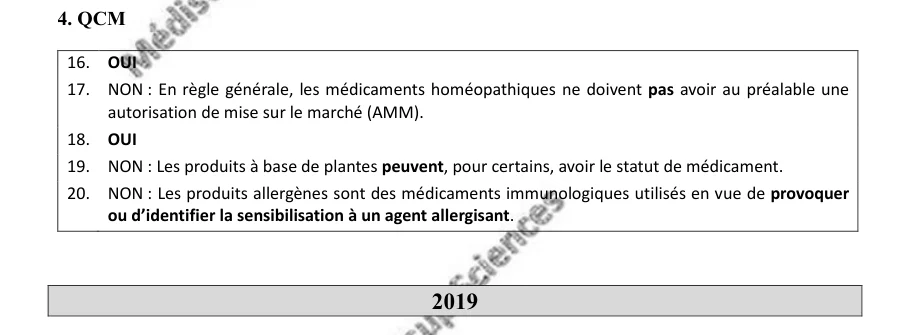 4. QCM
16. OUI
17. NON : En règle générale, les médicaments homéopathiques ne doivent pas avoir au préalable une
autorisation de mise sur le marché (AMM).
18. OUI
19. NON : Les produits à base de plantes peuvent, pour certains, avoir le statut de médicament.
20. NON : Les produits allergènes sont des médicaments immunologiques utilisés en vue de provoquer
ou d’identifier la sensibilisation à un agent allergisant.
2019